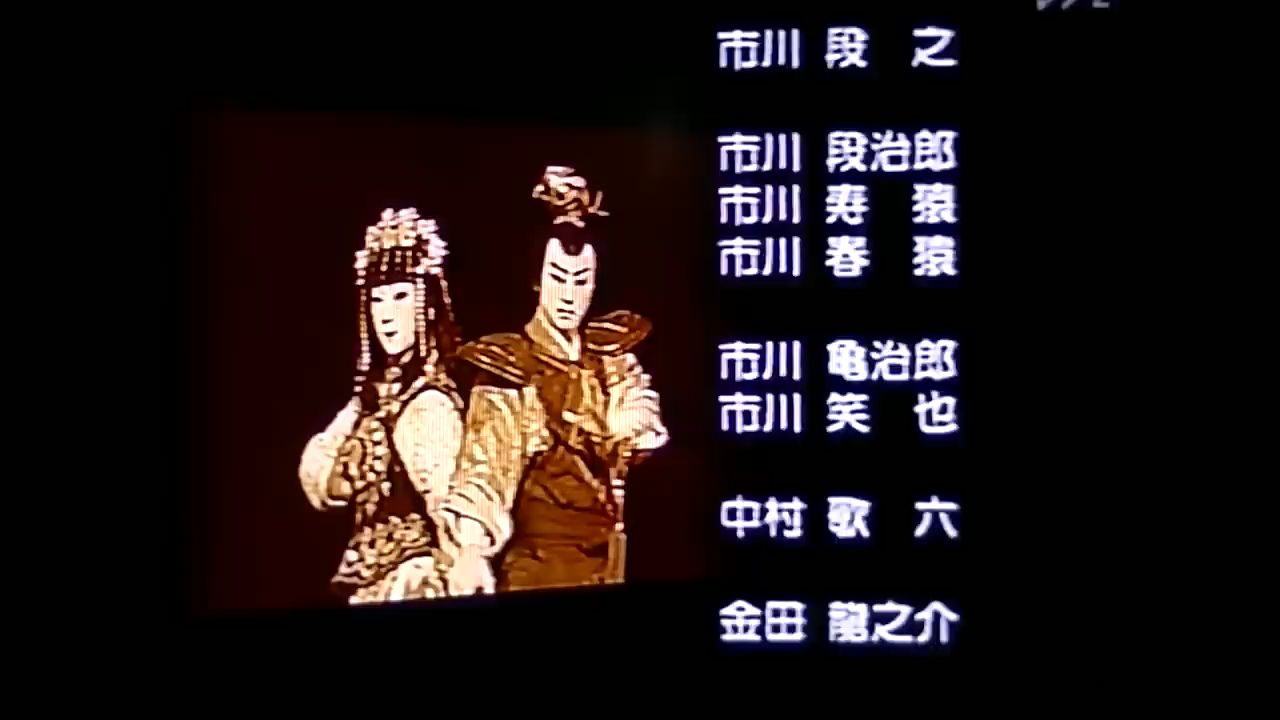 市川 段 之
市川 段治郎
市川 寿 猿
市川 春 猿
市川 亀治郎
市川 笑 也
中村 歌 六
金田 龍之介